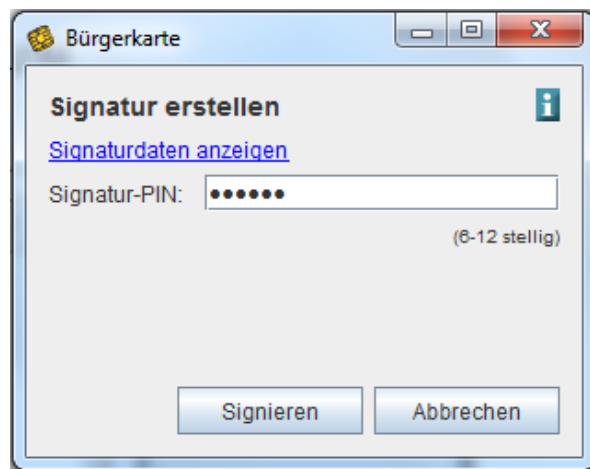 Bürgerkarte
Signatur erstellen
Signaturdaten anzeigen
Signatur-PIN: ••••••
(6-12 stellig)
Signieren Abbrechen